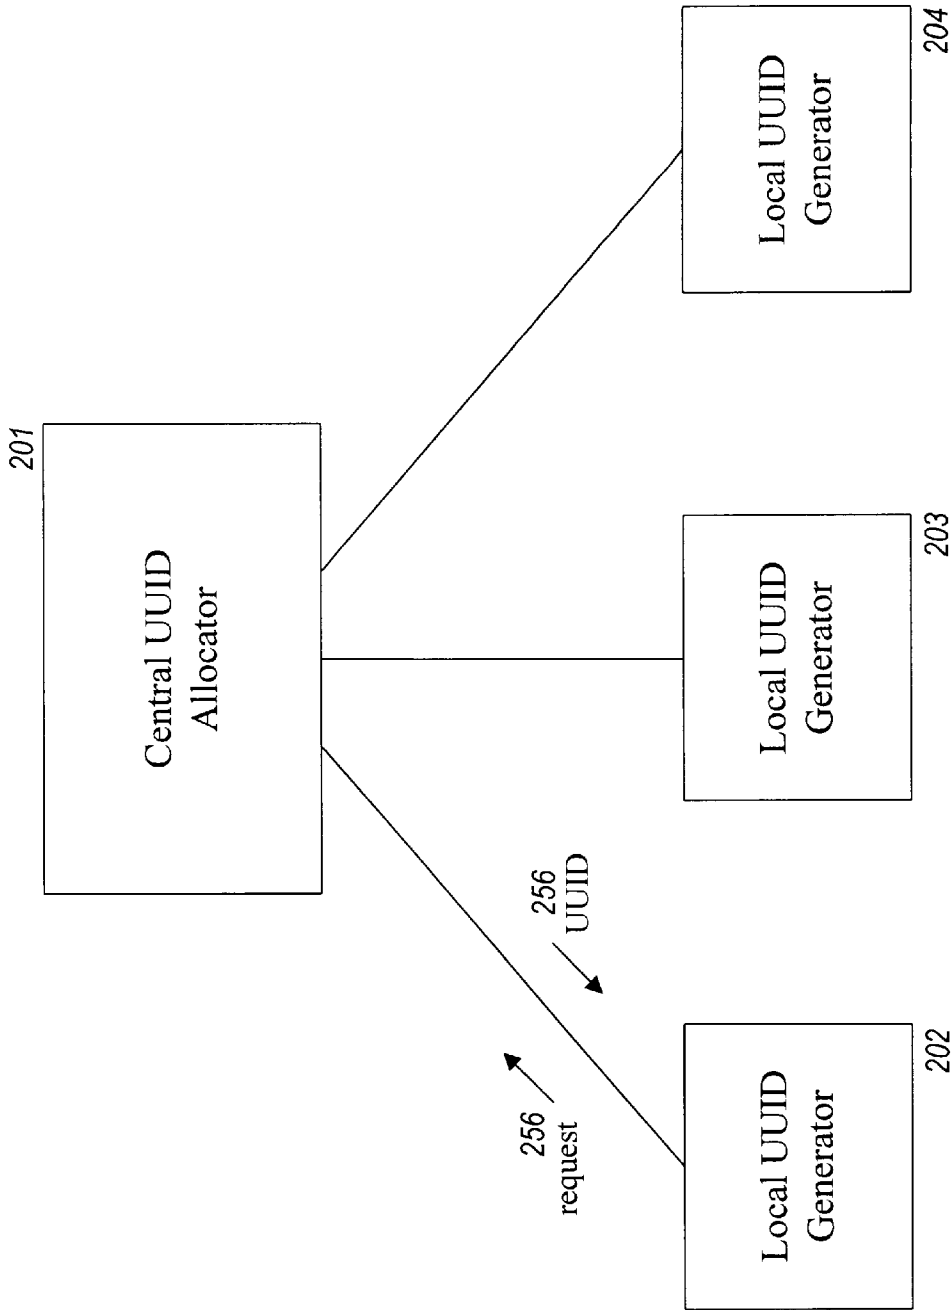 201
Central UUID
Allocator
256
request
256
UUID
Local UUID
Generator
202
Local UUID
Generator
203
Local UUID
Generator
204